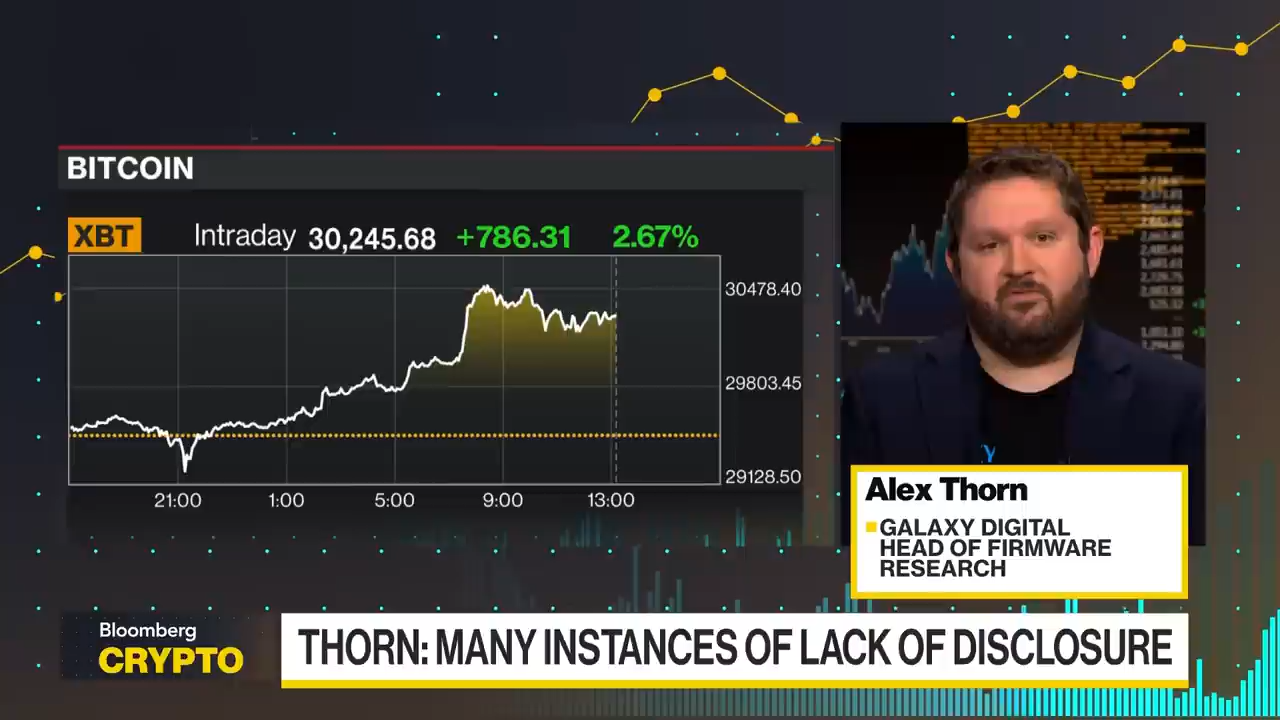 BITCOIN
XBT Intraday 30,245.68 +786.31 2.67%
30478.40
29803.45
29128.50
21:00 1:00 5:00 9:00 13:00
Alex Thorn
GALAXY DIGITAL
HEAD OF FIRMWARE
RESEARCH
Bloomberg
CRYPTO
THORN: MANY INSTANCES OF LACK OF DISCLOSURE